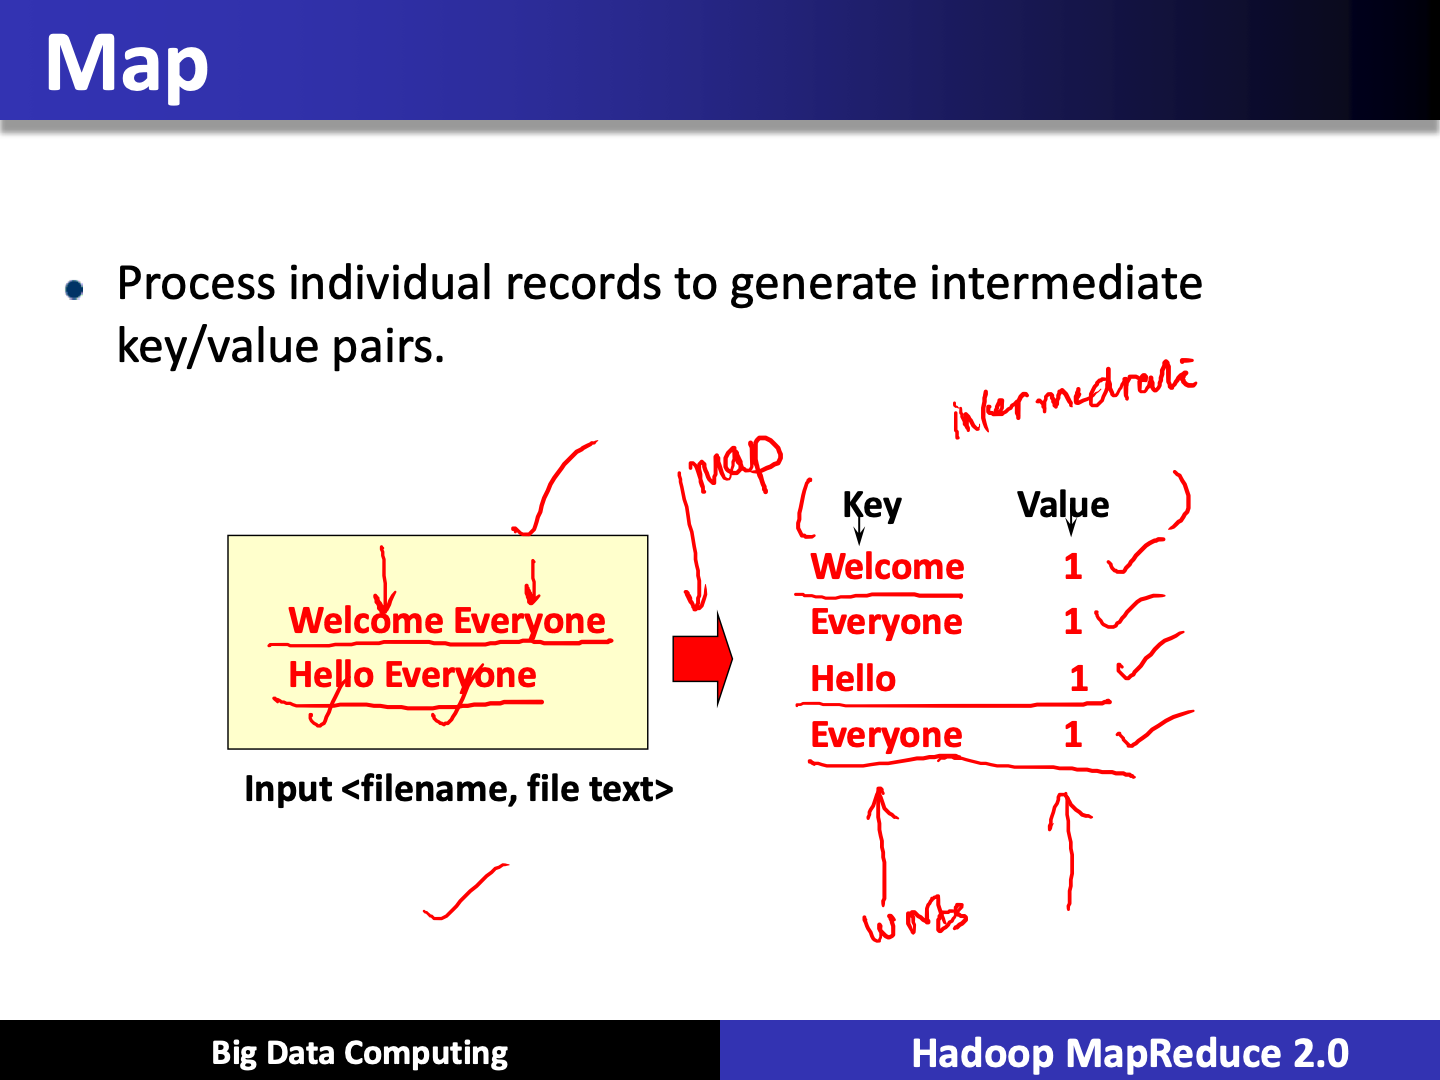 Map
Process individual records to generate intermediate
key/value pairs.
intermediate
map
Key Value
Welcome 1
Everyone 1
Hello 1
Everyone 1
Welcome Everyone
Hello Everyone
Input <filename, file text>
words
Big Data Computing
Hadoop MapReduce 2.0